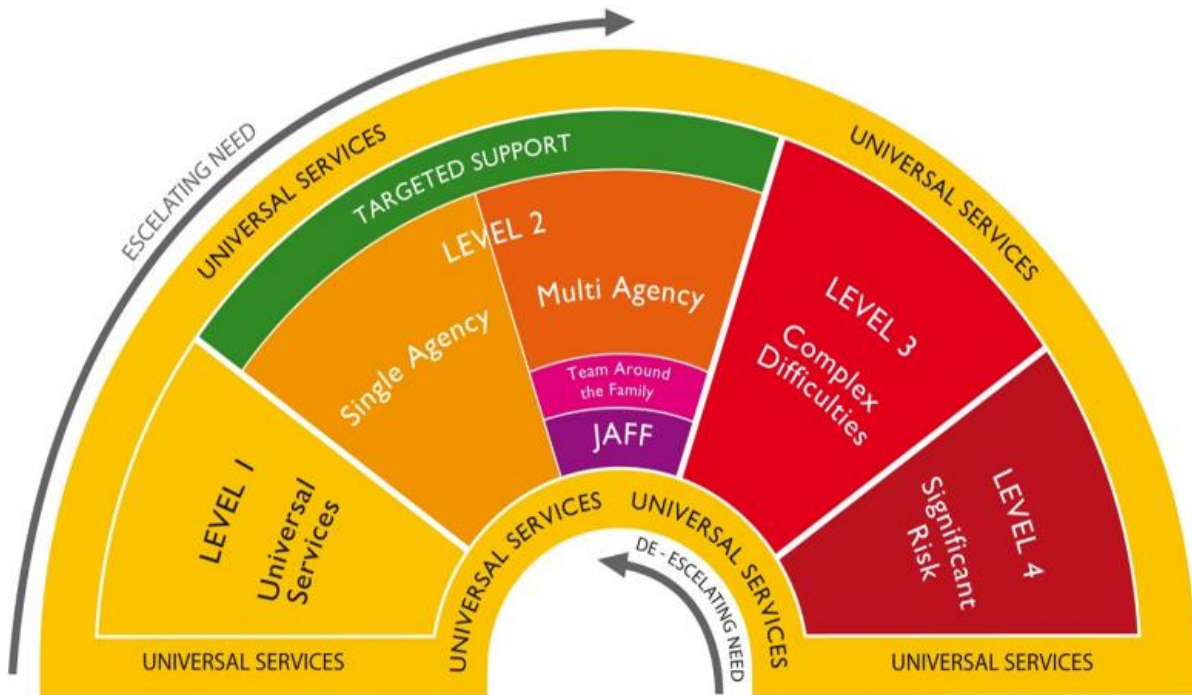 ESCELATING NEED
UNIVERSAL SERVICES
UNIVERSAL SERVICES
TARGETED SUPPORT
LEVEL 2
Single Agency
Multi Agency
Team Around
the Family
JAFF
LEVEL 1
Universal
Services
LEVEL 3
Complex
Difficulties
LEVEL 4
Significant
Risk
UNIVERSAL SERVICES
UNIVERSAL SERVICES
DE - ESCELATING NEED
UNIVERSAL SERVICES
UNIVERSAL SERVICES